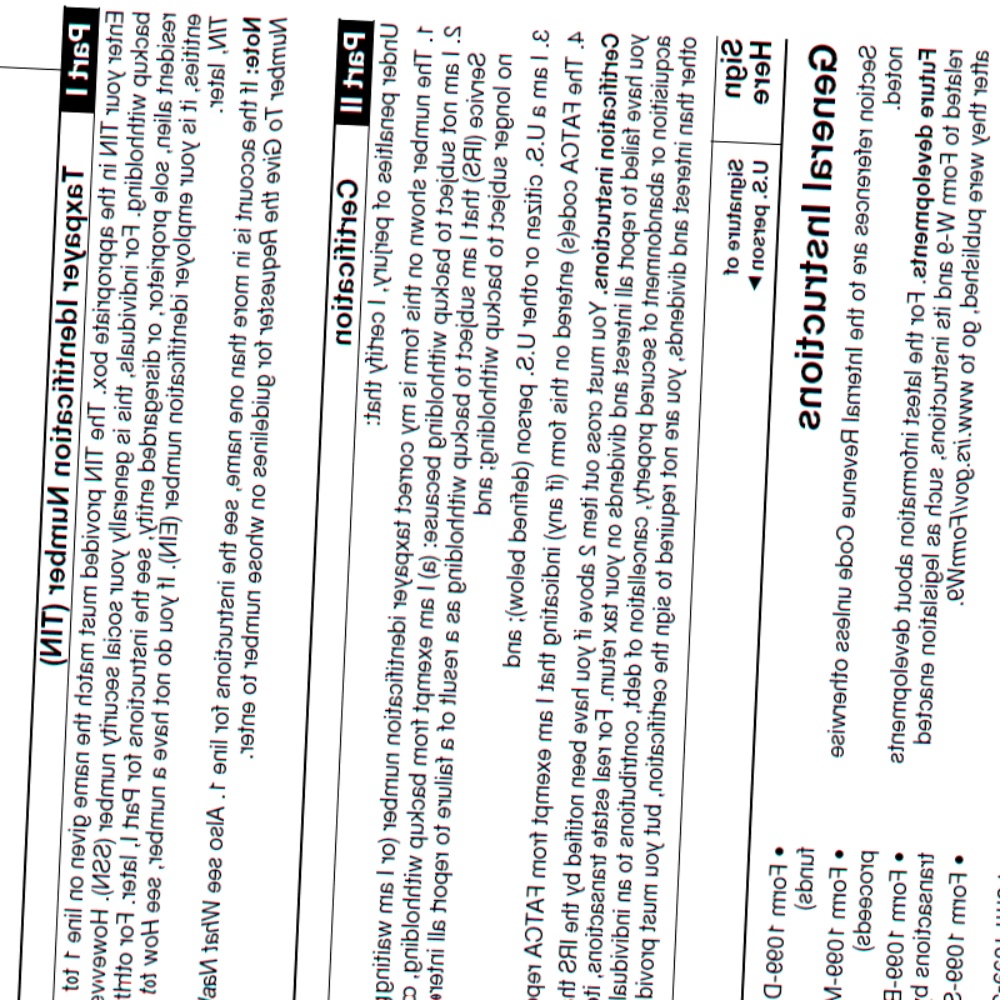 Part I Taxpayer Identification Number (TIN)
Enter your TIN in the appropriate box. The TIN provided must match the name given on line 1 to
backup withholding. For individuals, this is generally your social security number (SSN). However
resident alien, sole proprietor, or disregarded entity, see the instructions for Part I, later. For other
entities, it is your employer identification number (EIN). If you do not have a number, see How to
TIN, later.
Note: If the account is in more than one name, see the instructions for line 1. Also see What Na
Number To Give the Requester for guidelines on whose number to enter.
Part II Certification
Under penalties of perjury, I certify that:
1. The number shown on this form is my correct taxpayer identification number (or I am waiting
2. I am not subject to backup withholding because: (a) I am exempt from backup withholding,
Service (IRS) that I am subject to backup withholding as a result of a failure to report all intere
no longer subject to backup withholding; and
3. I am a U.S. citizen or other U.S. person (defined below); and
4. The FATCA code(s) entered on this form (if any) indicating that I am exempt from FATCA rep
Certification instructions. You must cross out item 2 above if you have been notified by the IRS th
you have failed to report all interest and dividends on your tax return. For real estate transactions, it
acquisition or abandonment of secured property, cancellation of debt, contributions to an individual
other than interest and dividends, you are not required to sign the certification, but you must provid
Sign
Here
Signature of
U.S. person ▶
General Instructions
Section references are to the Internal Revenue Code unless otherwise
noted.
Future developments. For the latest information about developments
related to Form W-9 and its instructions, such as legislation enacted
after they were published, go to www.irs.gov/FormW9.
• Form 1099-D
funds)
• Form 1099-M
proceeds)
• Form 1099-B
transactions b
• Form 1099-S